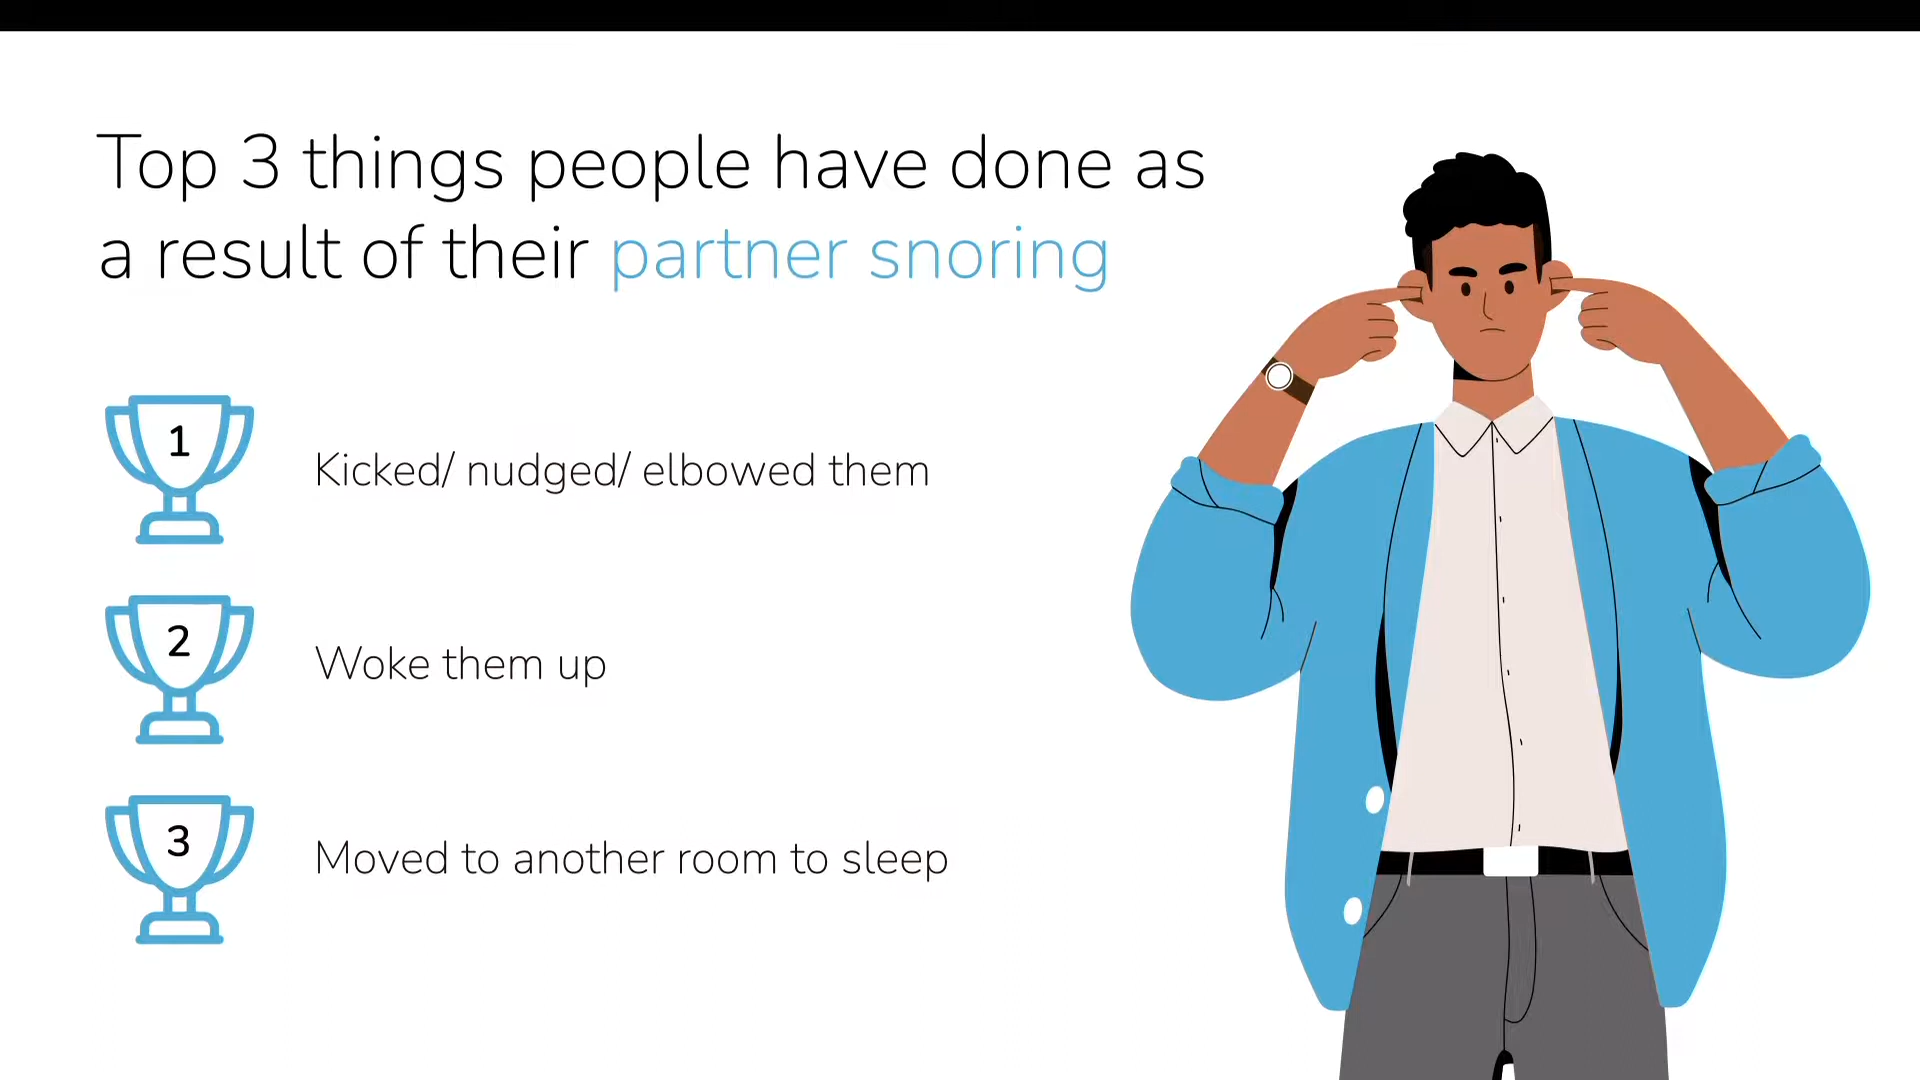 Top 3 things people have done as
a result of their partner snoring
1
Kicked/ nudged/ elbowed them
2
Woke them up
3
Moved to another room to sleep